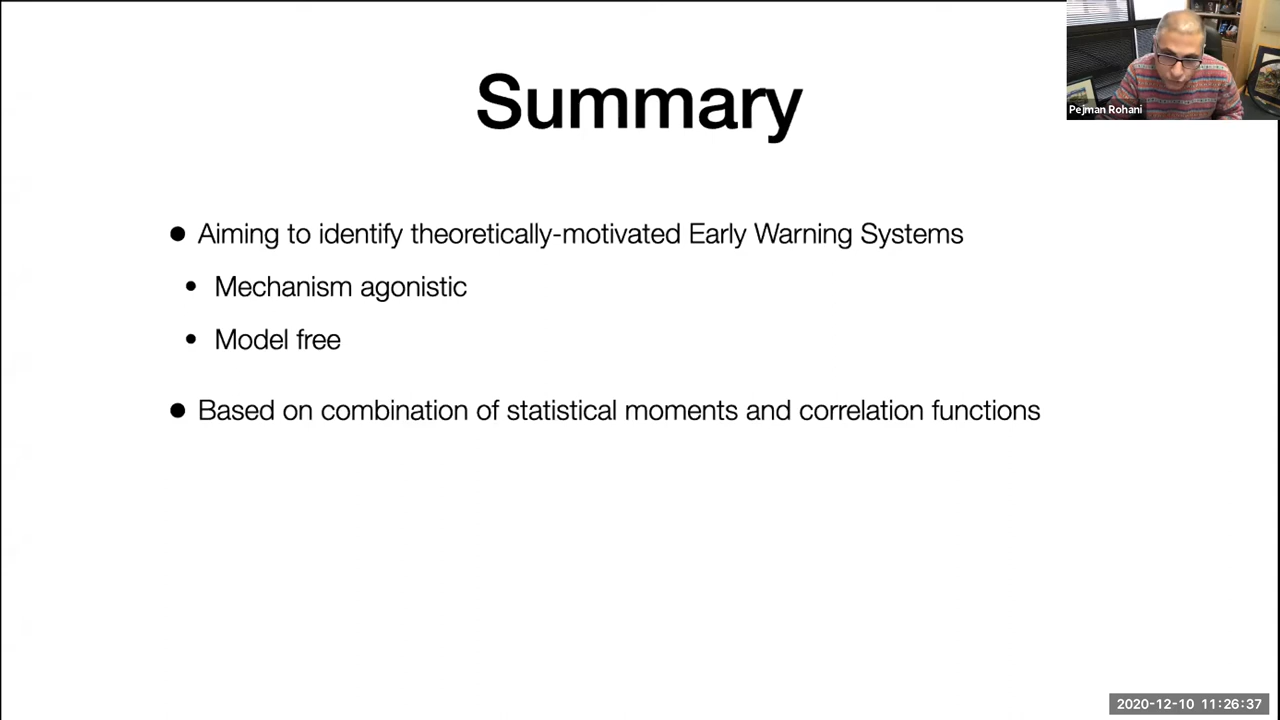 Summary
Pejman Rohani
● Aiming to identify theoretically-motivated Early Warning Systems
• Mechanism agonistic
• Model free
● Based on combination of statistical moments and correlation functions
2020-12-10 11:26:37